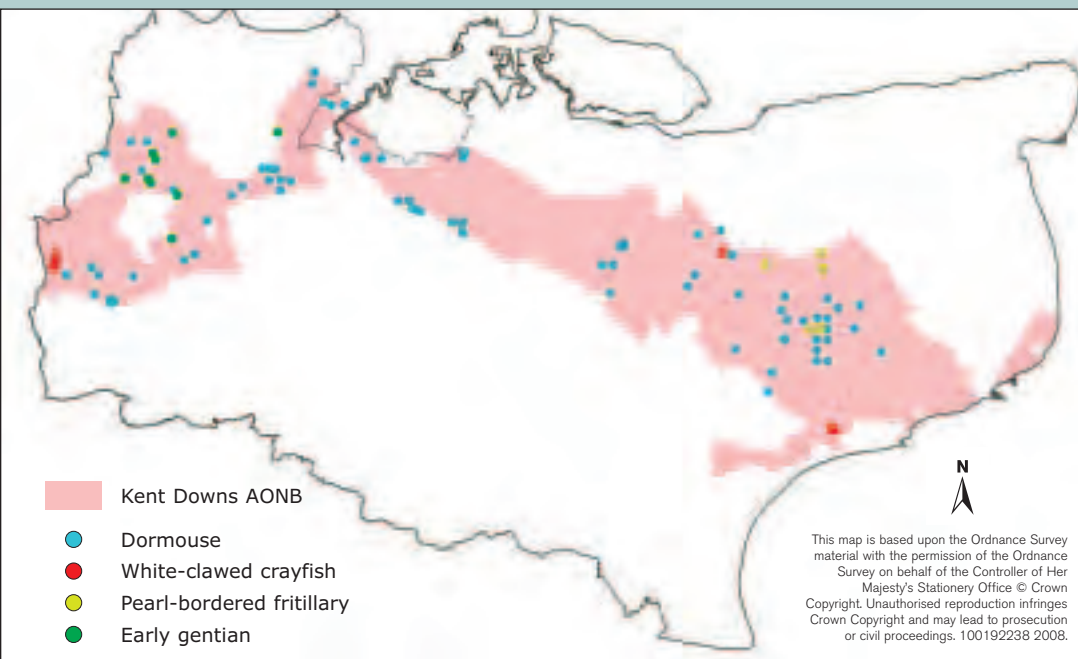 N
Kent Downs AONB
Dormouse
White-clawed crayfish
Pearl-bordered fritillary
Early gentian
This map is based upon the Ordnance Survey
material with the permission of the Ordnance
Survey on behalf of the Controller of Her
Majesty's Stationery Office © Crown
Copyright. Unauthorised reproduction infringes
Crown Copyright and may lead to prosecution
or civil proceedings. 100192238 2008.